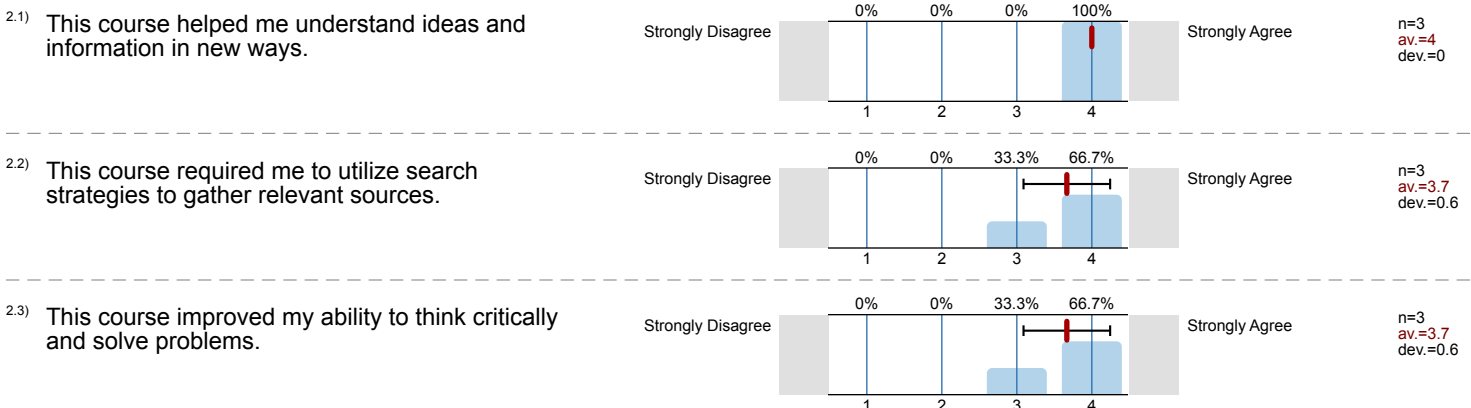 2.1) This course helped me understand ideas and
information in new ways.
Strongly Disagree
0% 0% 0% 100%
1 2 3 4
Strongly Agree
n=3
av.=4
dev.=0
2.2) This course required me to utilize search
strategies to gather relevant sources.
Strongly Disagree
0% 0% 33.3% 66.7%
1 2 3 4
Strongly Agree
n=3
av.=3.7
dev.=0.6
2.3) This course improved my ability to think critically
and solve problems.
Strongly Disagree
0% 0% 33.3% 66.7%
1 2 3 4
Strongly Agree
n=3
av.=3.7
dev.=0.6